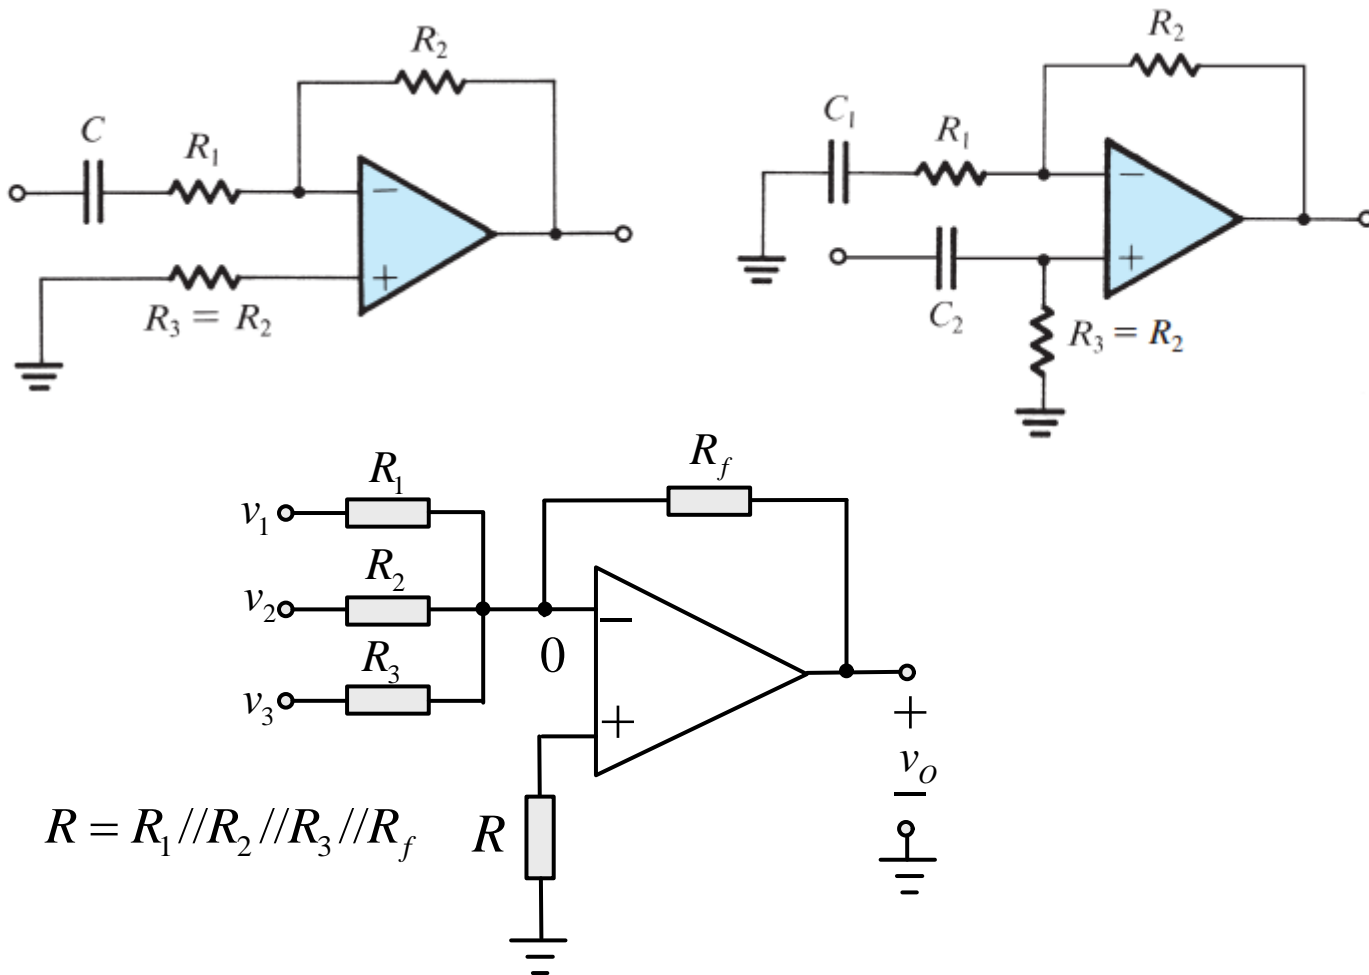 R₂
C
R₁
−
+
R₃ = R₂
R₂
C₁
R₁
−
+
C₂
R₃ = R₂
R_f
R₁
v₁
R₂
v₂
R₃
v₃
0
−
+
+
v_O
−
R = R₁//R₂//R₃//R_f
R